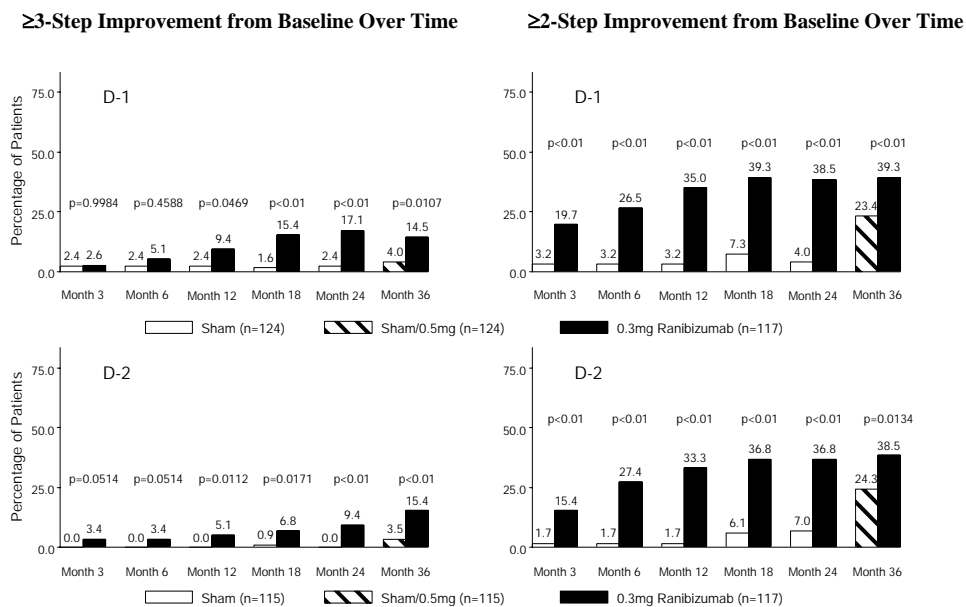 ≥3-Step Improvement from Baseline Over Time
≥2-Step Improvement from Baseline Over Time
Percentage of Patients
D-1
75.0
50.0
25.0
0.0
p=0.9984 p=0.4588 p=0.0469 p<0.01 p<0.01 p=0.0107
2.4 2.6 2.4 5.1 2.4 9.4 1.6 15.4 2.4 17.1 4.0 14.5
Month 3 Month 6 Month 12 Month 18 Month 24 Month 36
D-1
75.0
50.0
25.0
0.0
p<0.01 p<0.01 p<0.01 p<0.01 p<0.01 p<0.01
3.2 19.7 3.2 26.5 3.2 35.0 7.3 39.3 4.0 38.5 23.4 39.3
Month 3 Month 6 Month 12 Month 18 Month 24 Month 36
Sham (n=124) Sham/0.5mg (n=124) 0.3mg Ranibizumab (n=117)
Percentage of Patients
D-2
75.0
50.0
25.0
0.0
p=0.0514 p=0.0514 p=0.0112 p=0.0171 p<0.01 p<0.01
0.0 3.4 0.0 3.4 0.0 5.1 0.9 6.8 0.0 9.4 3.5 15.4
Month 3 Month 6 Month 12 Month 18 Month 24 Month 36
D-2
75.0
50.0
25.0
0.0
p<0.01 p<0.01 p<0.01 p<0.01 p<0.01 p=0.0134
1.7 15.4 1.7 27.4 1.7 33.3 6.1 36.8 7.0 36.8 24.3 38.5
Month 3 Month 6 Month 12 Month 18 Month 24 Month 36
Sham (n=115) Sham/0.5mg (n=115) 0.3mg Ranibizumab (n=117)